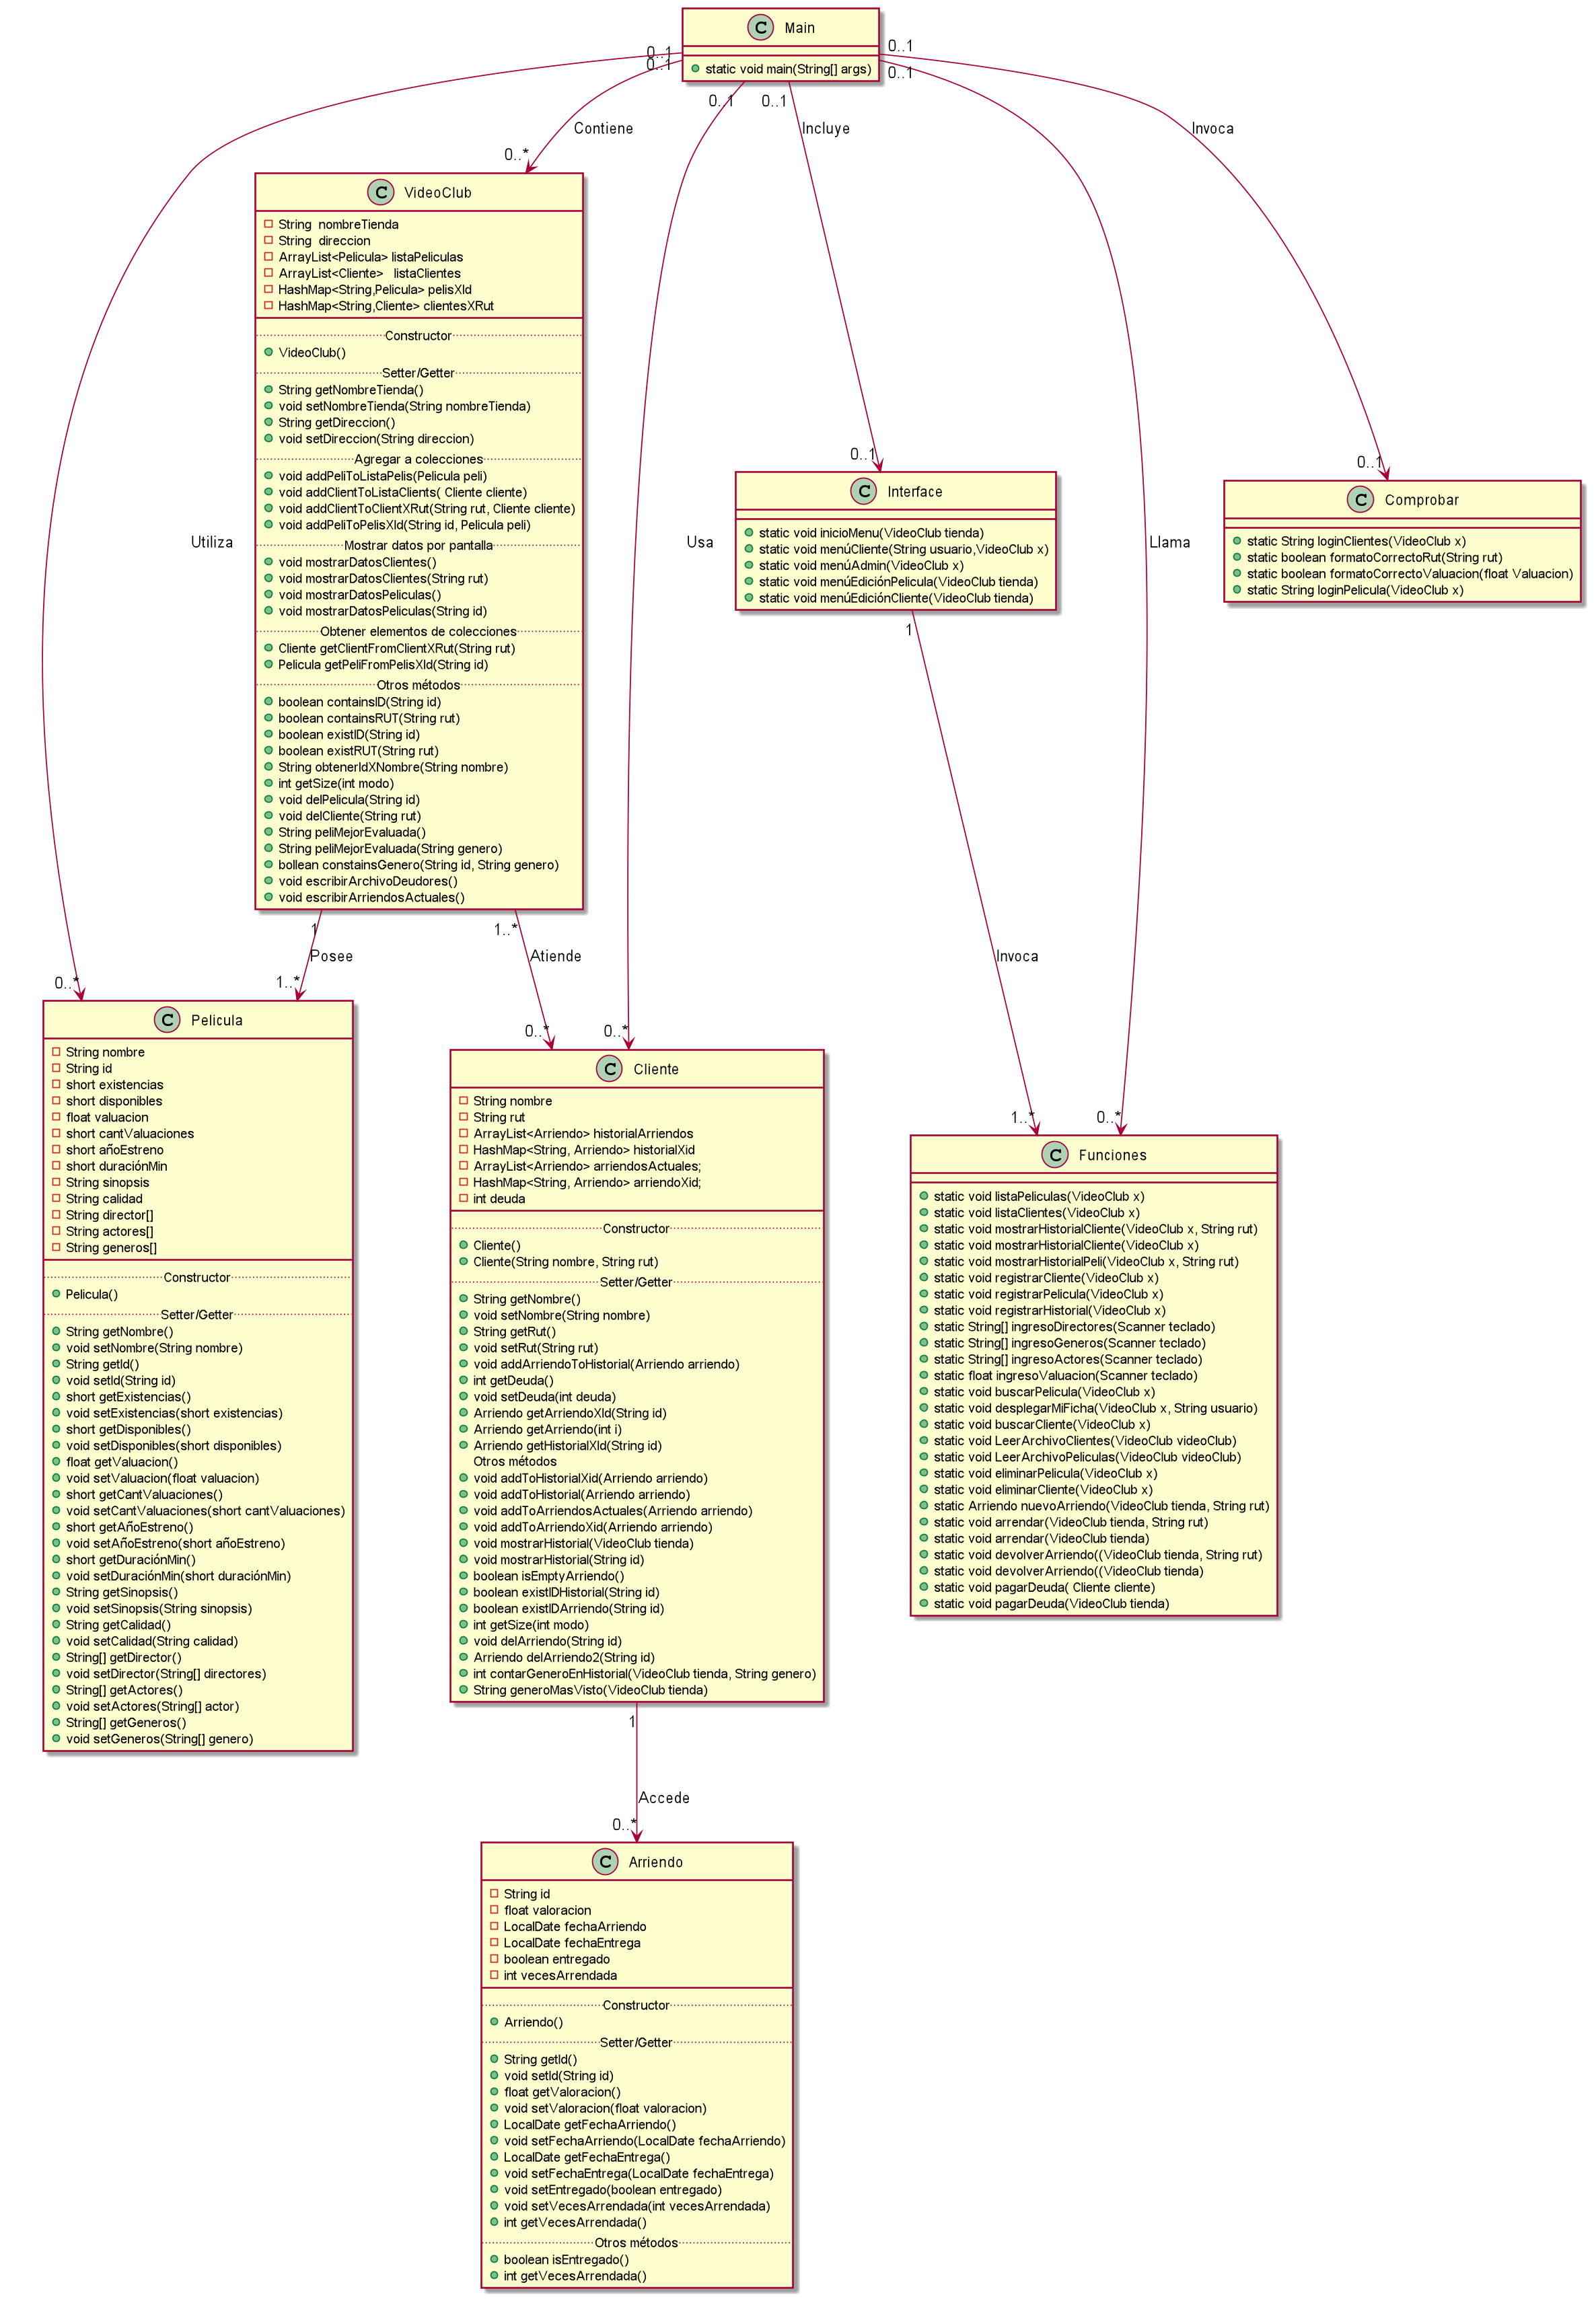 C Main
static void main(String[] args)
0..1
0..1
0..1
0..1
0..1
0..1
Contiene
Incluye
Invoca
0..*
C VideoClub
String nombreTienda
String direccion
ArrayList<Pelicula> listaPeliculas
ArrayList<Cliente> listaClientes
HashMap<String,Pelicula> pelisXId
HashMap<String,Cliente> clientesXRut
Constructor
VideoClub()
Setter/Getter
String getNombreTienda()
void setNombreTienda(String nombreTienda)
String getDireccion()
void setDireccion(String direccion)
Agregar a colecciones
void addPeliToListaPelis(Pelicula peli)
void addClientToListaClients( Cliente cliente)
void addClientToClientXRut(String rut, Cliente cliente)
void addPeliToPelisXId(String id, Pelicula peli)
Mostrar datos por pantalla
void mostrarDatosClientes()
void mostrarDatosClientes(String rut)
void mostrarDatosPeliculas()
void mostrarDatosPeliculas(String id)
Obtener elementos de colecciones
Cliente getClientFromClientXRut(String rut)
Pelicula getPeliFromPelisXId(String id)
Otros métodos
boolean containsID(String id)
boolean containsRUT(String rut)
boolean existID(String id)
boolean existRUT(String rut)
String obtenerIdXNombre(String nombre)
int getSize(int modo)
void delPelicula(String id)
void delCliente(String rut)
String peliMejorEvaluada()
String peliMejorEvaluada(String genero)
bollean constainsGenero(String id, String genero)
void escribirArchivoDeudores()
void escribirArriendosActuales()
0..1
C Interface
static void inicioMenu(VideoClub tienda)
static void menúCliente(String usuario,VideoClub x)
static void menúAdmin(VideoClub x)
static void menúEdiciónPelicula(VideoClub tienda)
static void menúEdiciónCliente(VideoClub tienda)
0..1
C Comprobar
static String loginClientes(VideoClub x)
static boolean formatoCorrectoRut(String rut)
static boolean formatoCorrectoValuacion(float Valuacion)
static String loginPelicula(VideoClub x)
Utiliza
Usa
Llama
1
1
1..*
Posee
Atiende
Invoca
0..*
1..*
0..*
0..*
1..*
0..*
C Pelicula
String nombre
String id
short existencias
short disponibles
float valuacion
short cantValuaciones
short añoEstreno
short duraciónMin
String sinopsis
String calidad
String director[]
String actores[]
String generos[]
Constructor
Pelicula()
Setter/Getter
String getNombre()
void setNombre(String nombre)
String getId()
void setId(String id)
short getExistencias()
void setExistencias(short existencias)
short getDisponibles()
void setDisponibles(short disponibles)
float getValuacion()
void setValuacion(float valuacion)
short getCantValuaciones()
void setCantValuaciones(short cantValuaciones)
short getAñoEstreno()
void setAñoEstreno(short añoEstreno)
short getDuraciónMin()
void setDuraciónMin(short duraciónMin)
String getSinopsis()
void setSinopsis(String sinopsis)
String getCalidad()
void setCalidad(String calidad)
String[] getDirector()
void setDirector(String[] directores)
String[] getActores()
void setActores(String[] actor)
String[] getGeneros()
void setGeneros(String[] genero)
C Cliente
String nombre
String rut
ArrayList<Arriendo> historialArriendos
HashMap<String, Arriendo> historialXid
ArrayList<Arriendo> arriendosActuales;
HashMap<String, Arriendo> arriendoXid;
int deuda
Constructor
Cliente()
Cliente(String nombre, String rut)
Setter/Getter
String getNombre()
void setNombre(String nombre)
String getRut()
void setRut(String rut)
void addArriendoToHistorial(Arriendo arriendo)
int getDeuda()
void setDeuda(int deuda)
Arriendo getArriendoXId(String id)
Arriendo getArriendo(int i)
Arriendo getHistorialXId(String id)
Otros métodos
void addToHistorialXid(Arriendo arriendo)
void addToHistorial(Arriendo arriendo)
void addToArriendosActuales(Arriendo arriendo)
void addToArriendoXid(Arriendo arriendo)
void mostrarHistorial(VideoClub tienda)
void mostrarHistorial(String id)
boolean isEmptyArriendo()
boolean existIDHistorial(String id)
boolean existIDArriendo(String id)
int getSize(int modo)
void delArriendo(String id)
Arriendo delArriendo2(String id)
int contarGeneroEnHistorial(VideoClub tienda, String genero)
String generoMasVisto(VideoClub tienda)
C Funciones
static void listaPeliculas(VideoClub x)
static void listaClientes(VideoClub x)
static void mostrarHistorialCliente(VideoClub x, String rut)
static void mostrarHistorialCliente(VideoClub x)
static void mostrarHistorialPeli(VideoClub x, String rut)
static void registrarCliente(VideoClub x)
static void registrarPelicula(VideoClub x)
static void registrarHistorial(VideoClub x)
static String[] ingresoDirectores(Scanner teclado)
static String[] ingresoGeneros(Scanner teclado)
static String[] ingresoActores(Scanner teclado)
static float ingresoValuacion(Scanner teclado)
static void buscarPelicula(VideoClub x)
static void desplegarMiFicha(VideoClub x, String usuario)
static void buscarCliente(VideoClub x)
static void LeerArchivoClientes(VideoClub videoClub)
static void LeerArchivoPeliculas(VideoClub videoClub)
static void eliminarPelicula(VideoClub x)
static void eliminarCliente(VideoClub x)
static Arriendo nuevoArriendo(VideoClub tienda, String rut)
static void arrendar(VideoClub tienda, String rut)
static void arrendar(VideoClub tienda)
static void devolverArriendo((VideoClub tienda, String rut)
static void devolverArriendo((VideoClub tienda)
static void pagarDeuda( Cliente cliente)
static void pagarDeuda(VideoClub tienda)
1
Accede
0..*
C Arriendo
String id
float valoracion
LocalDate fechaArriendo
LocalDate fechaEntrega
boolean entregado
int vecesArrendada
Constructor
Arriendo()
Setter/Getter
String getId()
void setId(String id)
float getValoracion()
void setValoracion(float valoracion)
LocalDate getFechaArriendo()
void setFechaArriendo(LocalDate fechaArriendo)
LocalDate getFechaEntrega()
void setFechaEntrega(LocalDate fechaEntrega)
void setEntregado(boolean entregado)
void setVecesArrendada(int vecesArrendada)
int getVecesArrendada()
Otros métodos
boolean isEntregado()
int getVecesArrendada()